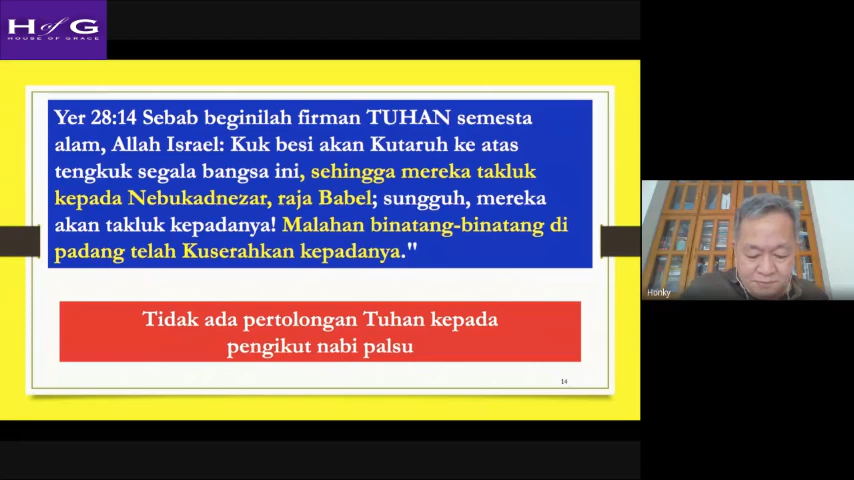 H of G
HOUSE OF GRACE
Yer 28:14 Sebab beginilah firman TUHAN semesta
alam, Allah Israel: Kuk besi akan Kutaruh ke atas
tengkuk segala bangsa ini, sehingga mereka takluk
kepada Nebukadnezar, raja Babel; sungguh, mereka
akan takluk kepadanya! Malahan binatang-binatang di
padang telah Kuserahkan kepadanya."
Tidak ada pertolongan Tuhan kepada
pengikut nabi palsu
14
Honky